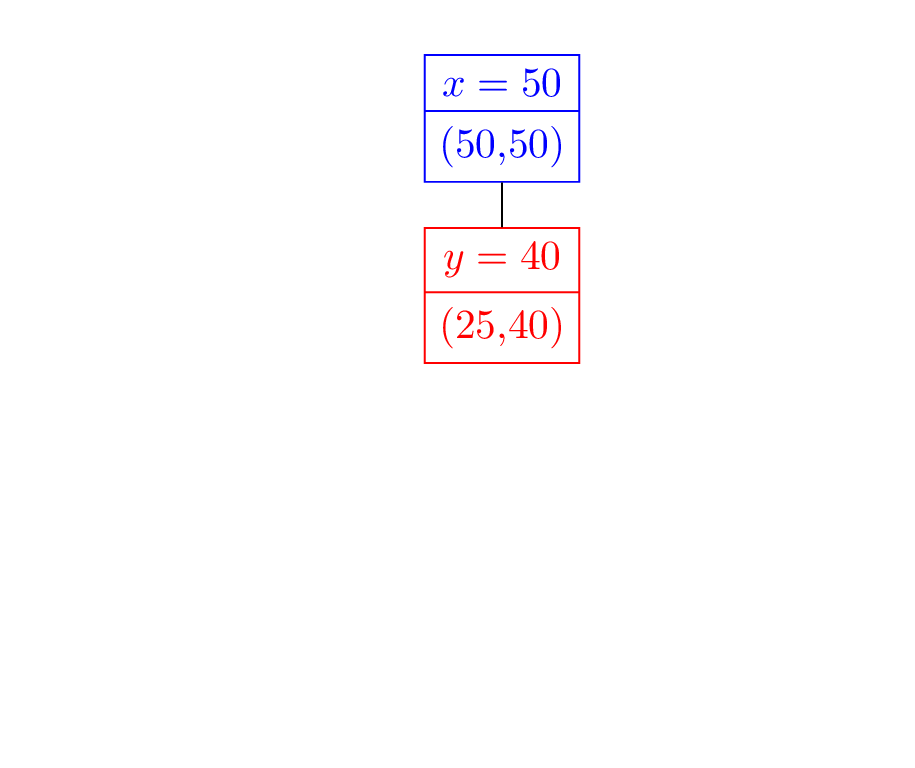 x = 50
(50,50)
y = 40
(25,40)